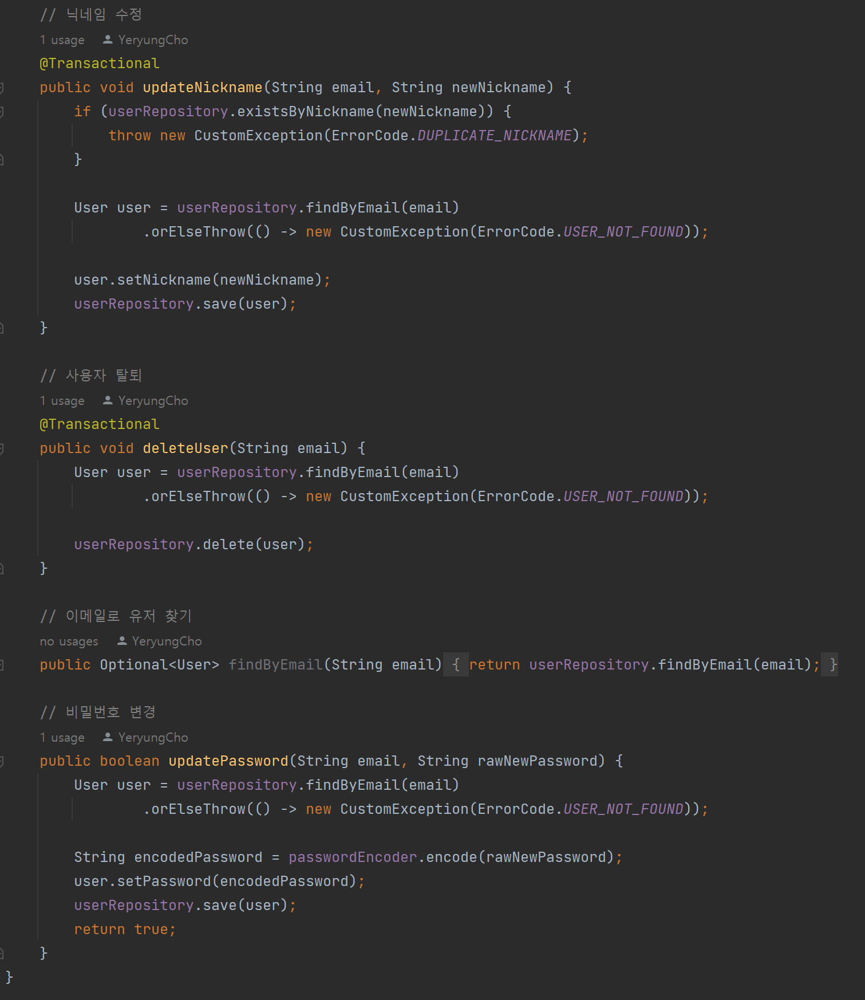 // 닉네임 수정
1 usage YeryungCho
@Transactional
public void updateNickname(String email, String newNickname) {
if (userRepository.existsByNickname(newNickname)) {
throw new CustomException(ErrorCode.DUPLICATE_NICKNAME);
}
User user = userRepository.findByEmail(email)
.orElseThrow(() -> new CustomException(ErrorCode.USER_NOT_FOUND));
user.setNickname(newNickname);
userRepository.save(user);
}
// 사용자 탈퇴
1 usage YeryungCho
@Transactional
public void deleteUser(String email) {
User user = userRepository.findByEmail(email)
.orElseThrow(() -> new CustomException(ErrorCode.USER_NOT_FOUND));
userRepository.delete(user);
}
// 이메일로 유저 찾기
no usages YeryungCho
public Optional<User> findByEmail(String email) { return userRepository.findByEmail(email); }
// 비밀번호 변경
1 usage YeryungCho
public boolean updatePassword(String email, String rawNewPassword) {
User user = userRepository.findByEmail(email)
.orElseThrow(() -> new CustomException(ErrorCode.USER_NOT_FOUND));
String encodedPassword = passwordEncoder.encode(rawNewPassword);
user.setPassword(encodedPassword);
userRepository.save(user);
return true;
}
}